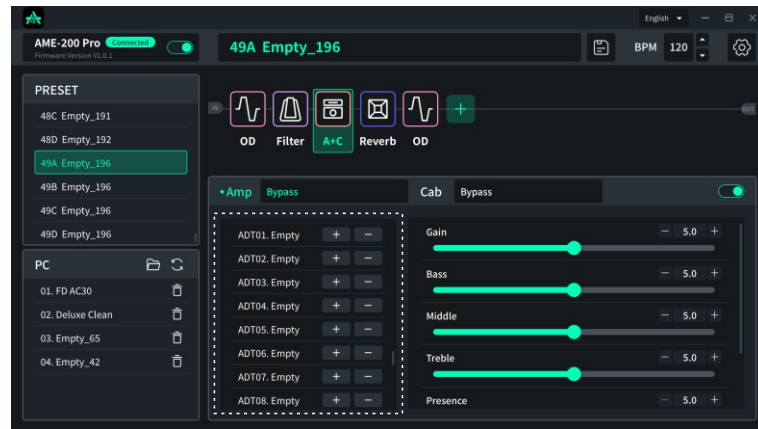 English
AME-200 Pro Connected
Firmware Version V1.0.1
49A Empty_196
BPM 120
PRESET
48C Empty_191
48D Empty_192
49A Empty_196
49B Empty_196
49C Empty_196
49D Empty_196
IN
OUT
OD Filter A+C Reverb OD
•Amp Bypass
Cab Bypass
PC
01. FD AC30
02. Deluxe Clean
03. Empty_65
04. Empty_42
ADT01. Empty + −
ADT02. Empty + −
ADT03. Empty + −
ADT04. Empty + −
ADT05. Empty + −
ADT06. Empty + −
ADT07. Empty + −
ADT08. Empty + −
Gain − 5.0 +
Bass − 5.0 +
Middle − 5.0 +
Treble − 5.0 +
Presence − 5.0 +